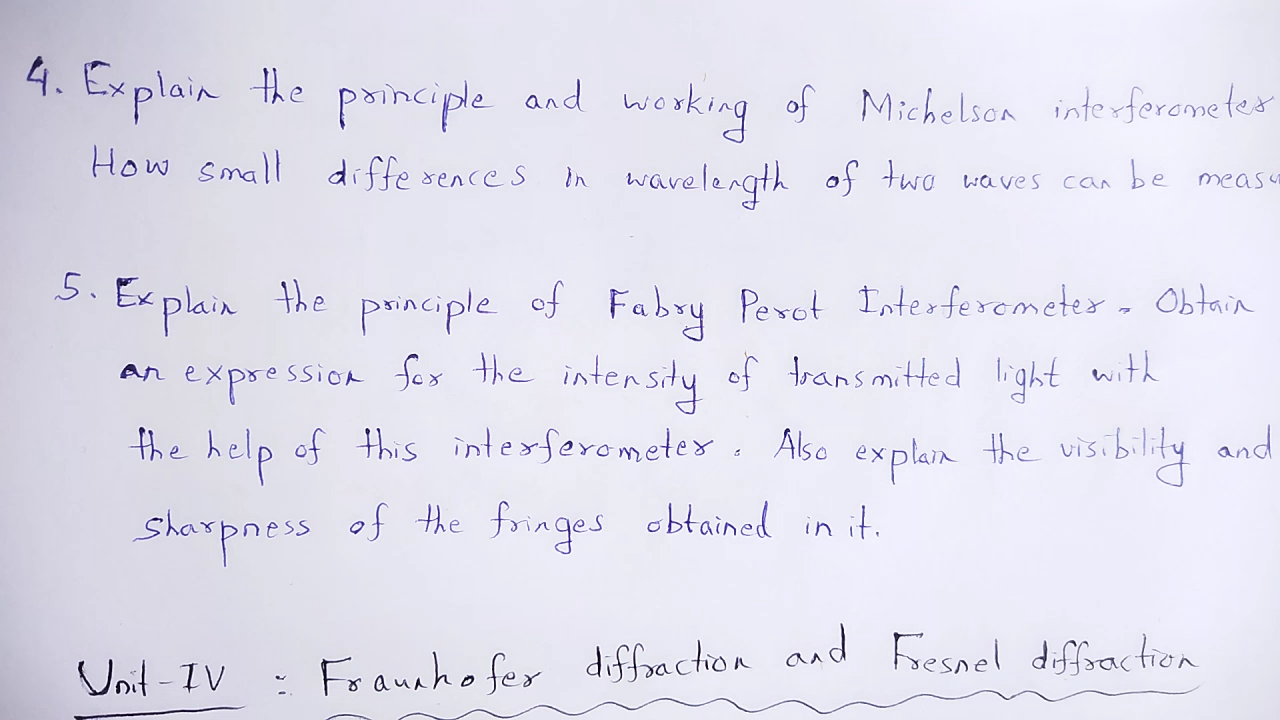 4. Explain the principle and working of Michelson interferometer
How small differences in wavelength of two waves can be
5. Explain the principle of Fabry Perot Interferometer. Obtain
an expression for the intensity of transmitted light with
the help of this interferometer. Also explain the visibility and
sharpness of the fringes obtained in it.
Unit-IV : Fraunhofer diffraction and Fresnel diffraction